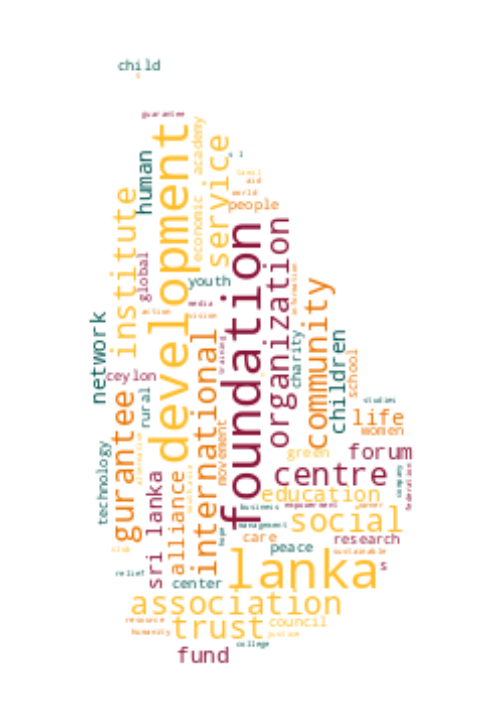 child
gurantee
development
academy
service
human
institute
economic
tamil
aid
world
people
foundation
organization
global
youth
media
action
vision
information
community
network
international
training
charity
children
school
ceylon
rural
gurantee
movement
studies
life
women
green
forum
technology
sri lanka
alliance
centre
education
company
federation
business
empowerment
power
social
management
hope
care
peace
research
sustainable
s
club
lanka
relief
center
association
resource
trust
council
humanity
justice
college
fund